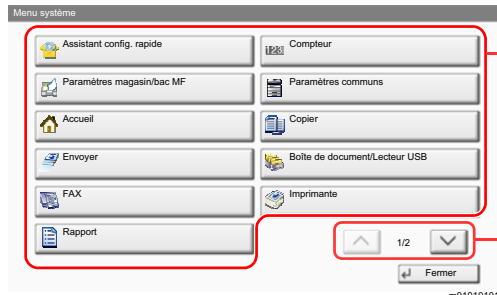 Menu système
Assistant config. rapide
123 Compteur
Paramètres magasin/bac MF
Paramètres communs
Accueil
Copier
Envoyer
Boîte de document/Lecteur USB
FAX
Imprimante
Rapport
1/2
Fermer